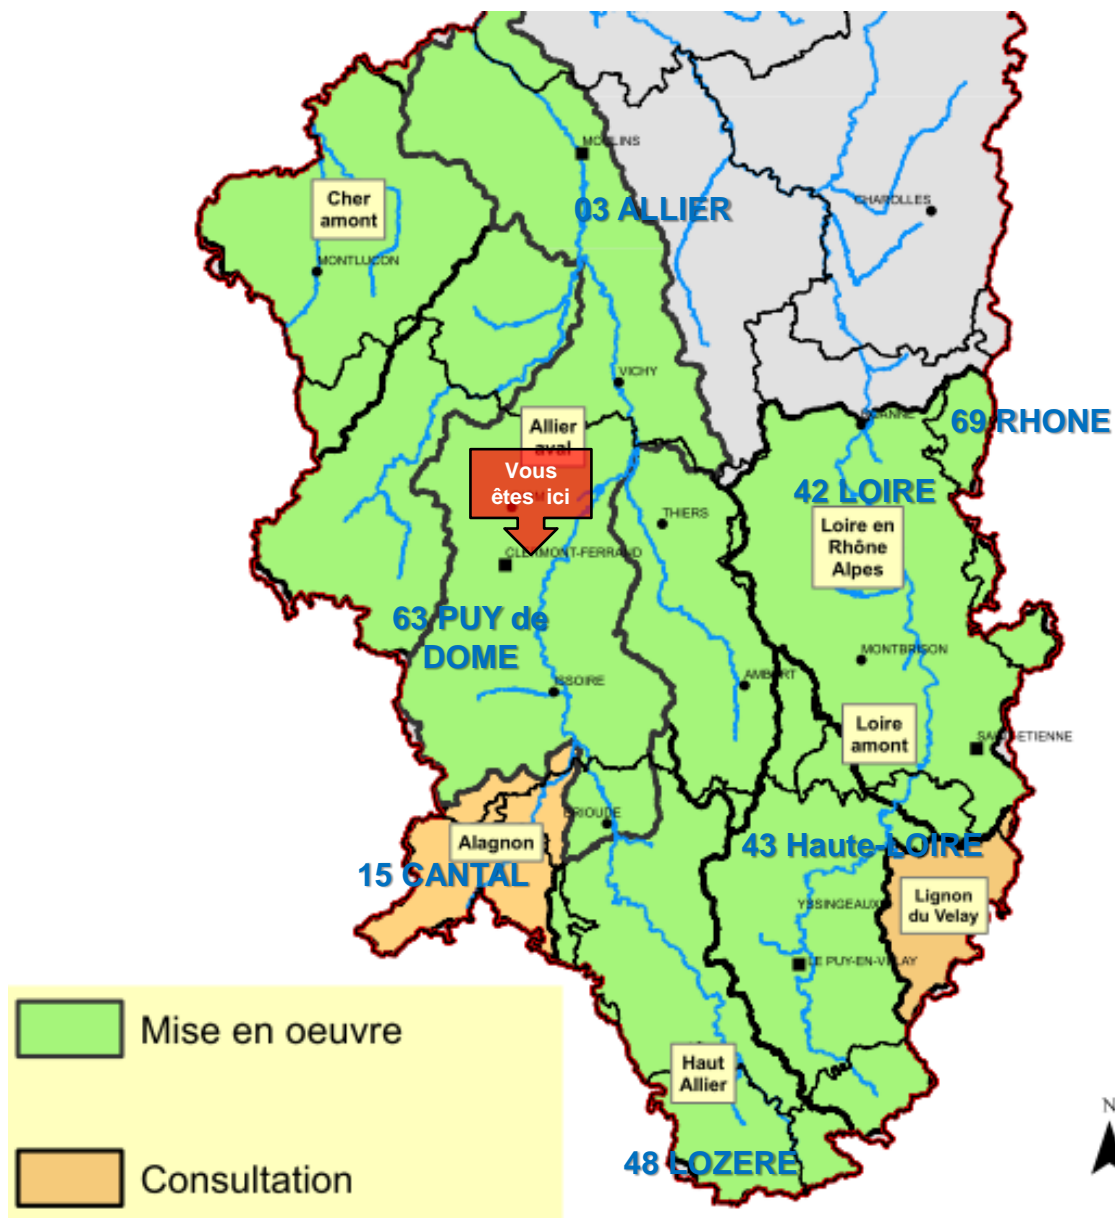 MOULINS
Cher
amont
03 ALLIER
CHAROLLES
MONTLUCON
VICHY
Allier
aval
69 RHONE
Vous
êtes ici
42 LOIRE
THIERS
Loire en
Rhône
Alpes
CLERMONT-FERRAND
63 PUY de
DOME
MONTBRISON
ISSOIRE
AMBERT
Loire
amont
SAINT-ETIENNE
BRIOUDE
Alagnon
43 Haute-LOIRE
15 CANTAL
Lignon
du Velay
YSSINGEAUX
LE PUY-EN-VELAY
Mise en oeuvre
Haut
Allier
N
48 LOZERE
Consultation